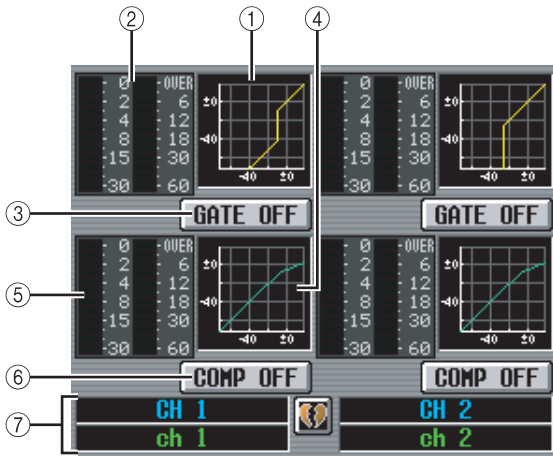 ② ① ④
0 OVER 0 OVER
2 6 ±0 2 6 ±0
4 12 4 12
8 18 -40 8 18 -40
15 30 15 30
30 60 -40 ±0 30 60 -40 ±0
③ GATE OFF GATE OFF
0 OVER 0 OVER
2 6 ±0 2 6 ±0
4 12 4 12
⑤ 8 18 -40 8 18 -40
15 30 15 30
30 60 -40 ±0 30 60 -40 ±0
⑥ COMP OFF COMP OFF
⑦ CH 1 CH 2
ch 1 ch 2